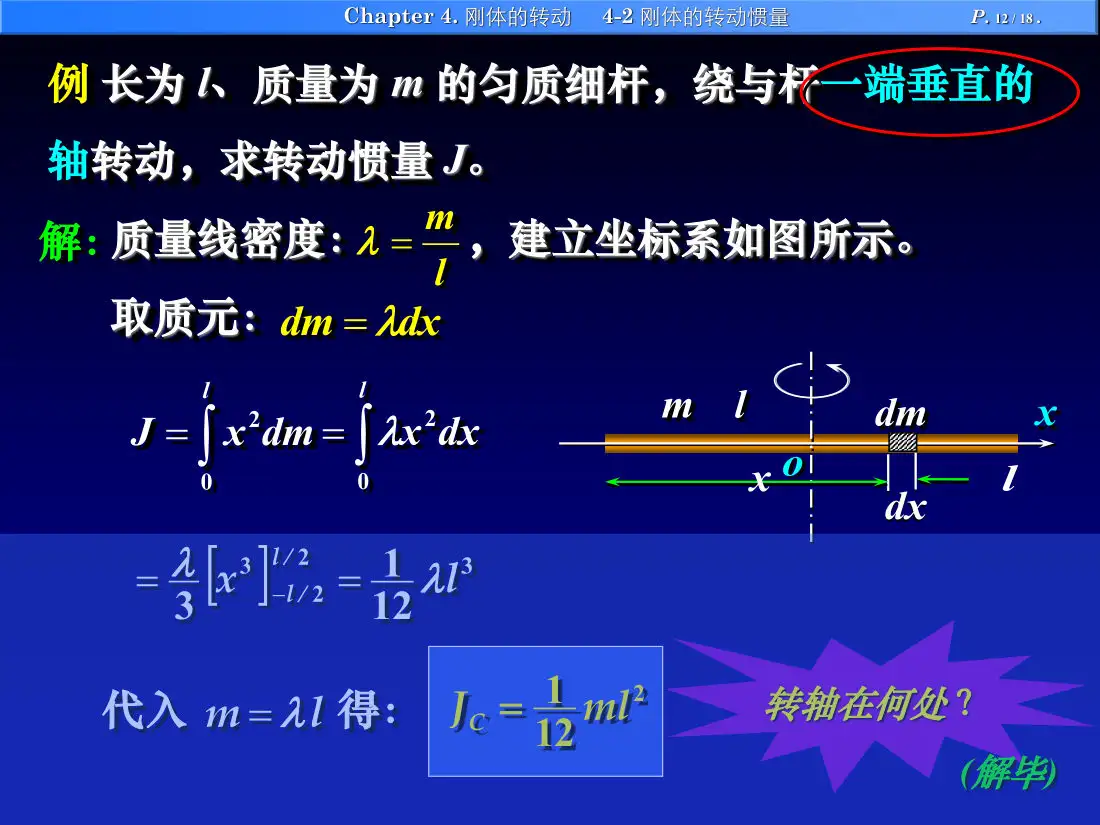 Chapter 4. 刚体的转动 4-2 刚体的转动惯量 P. 12 / 18 .
例 长为 l、质量为 m 的匀质细杆，绕与杆一端垂直的
轴转动，求转动惯量 J。
解：质量线密度：λ = m/l ，建立坐标系如图所示。
取质元：dm = λdx
J = ∫₀ˡ x²dm = ∫₀ˡ λx²dx
m l dm x
x o l
dx
= λ/3 [x³]_{-l/2}^{l/2} = 1/12 λl³
代入 m = λ l 得： J_C = 1/12 ml² 转轴在何处？
(解毕)